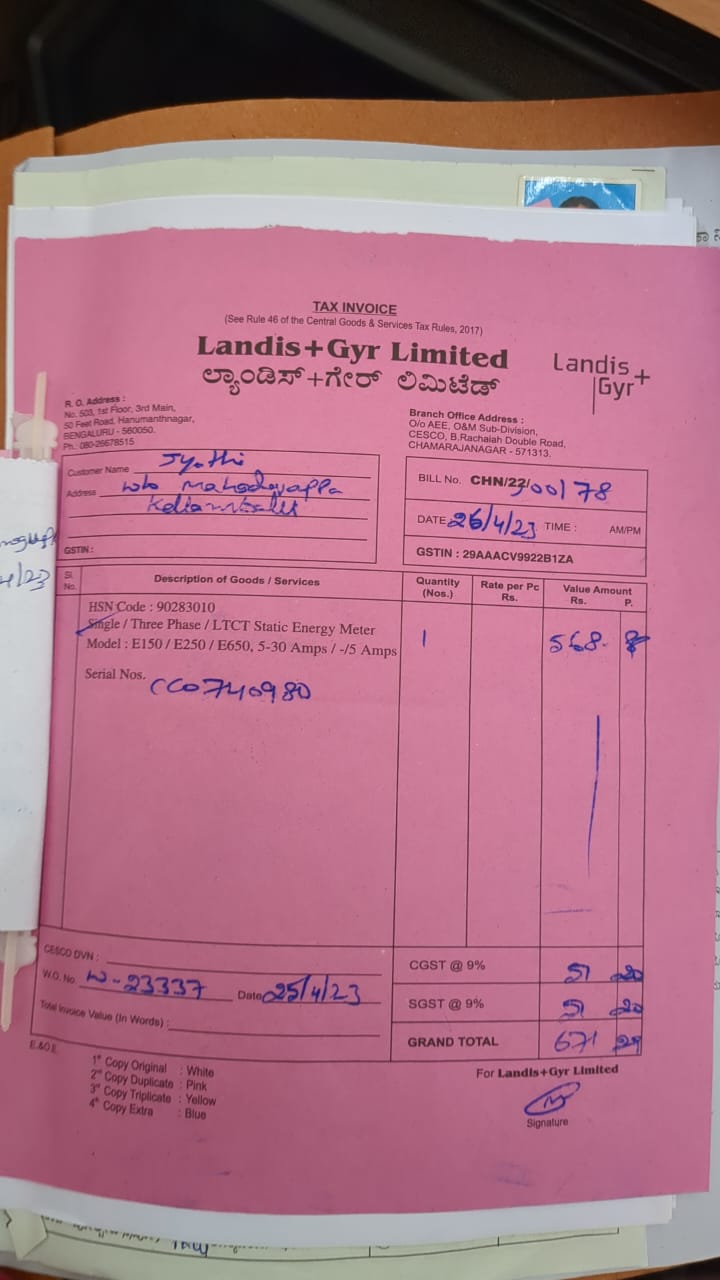 TAX INVOICE
(See Rule 46 of the Central Goods & Services Tax Rules, 2017)
Landis+Gyr Limited
ಲ್ಯಾಂಡಿಸ್+ಗೇರ್ ಲಿಮಿಟೆಡ್
Landis+
Gyr
R. O. Address :
No. 503, 1st Floor, 3rd Main,
50 Feet Road, Hanumanthnagar,
BENGALURU - 560050.
Ph.: 080-26678515
Branch Office Address :
O/o AEE, O&M Sub-Division,
CESCO, B.Rachaiah Double Road,
CHAMARAJANAGAR - 571313.
Customer Name Jyothi
Address w/o
GSTIN :
BILL No. CHN/22/ 00178
DATE 26/4/23 TIME : AM/PM
GSTIN : 29AAACV9922B1ZA
Sl. No. Description of Goods / Services Quantity (Nos.) Rate per Pc Rs. Value Amount Rs. P.
HSN Code : 90283010
Single / Three Phase / LTCT Static Energy Meter
Model : E150 / E250 / E650, 5-30 Amps / -/5 Amps 1 568.
Serial Nos. CC0740980
CESCO DVN :
W.O. No. W-23337 Date 25/4/23
Total Invoice Value (In Words) :
CGST @ 9% 51 20
SGST @ 9% 51 20
GRAND TOTAL 671
E.&O.E
1st Copy Original : White
2nd Copy Duplicate : Pink
3rd Copy Triplicate : Yellow
4th Copy Extra : Blue
For Landis+Gyr Limited
Signature